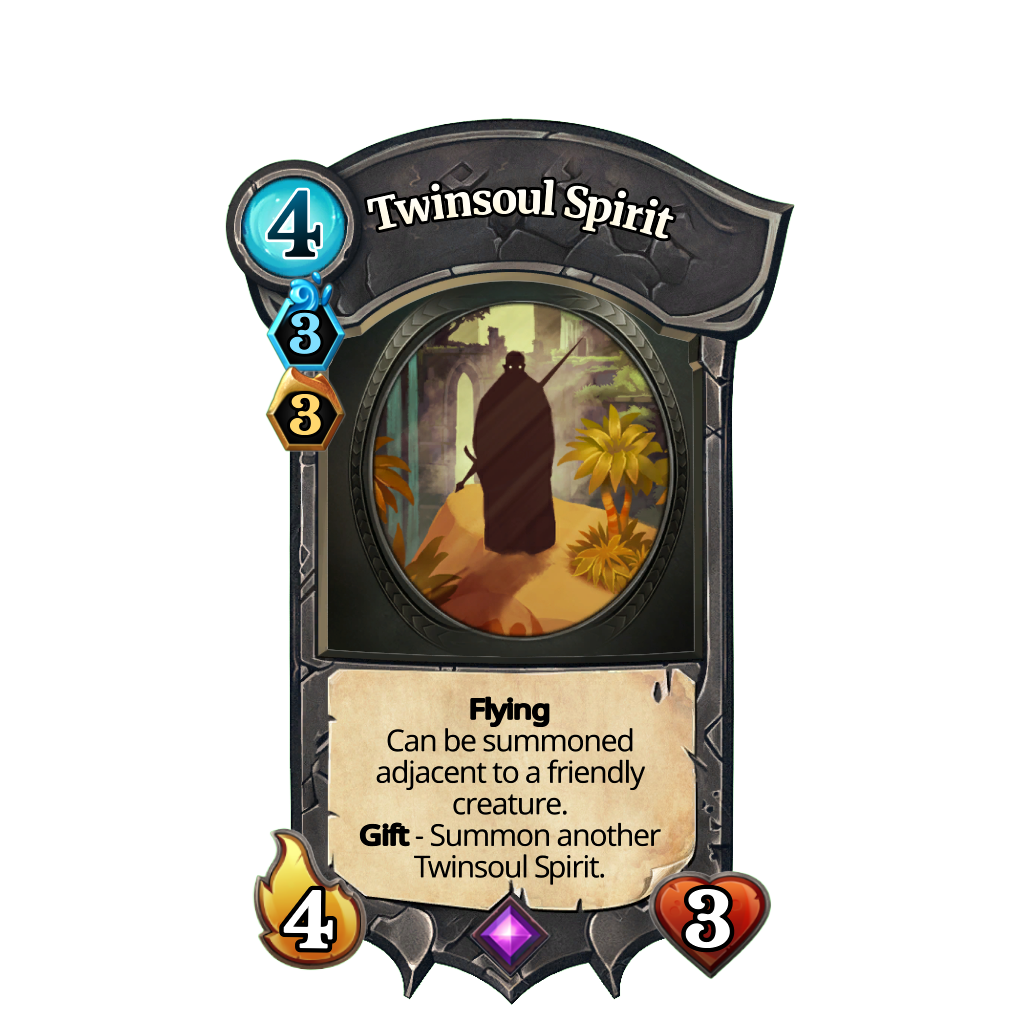 4
Twinsoul Spirit
3
3
Flying
Can be summoned
adjacent to a friendly
creature.
Gift - Summon another
Twinsoul Spirit.
4
3